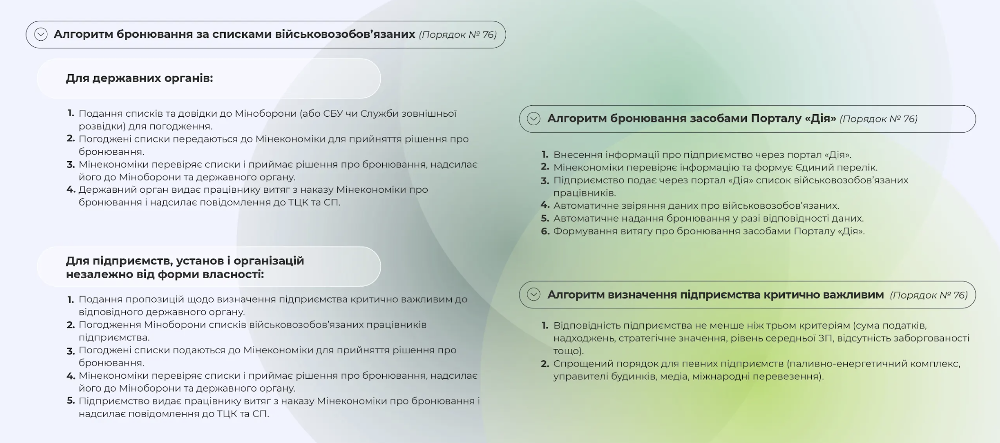 Алгоритм бронювання за списками військовозобов’язаних (Порядок № 76)
Для державних органів:
1. Подання списків та довідки до Міноборони (або СБУ чи Служби зовнішньої
розвідки) для погодження.
2. Погоджені списки передаються до Мінекономіки для прийняття рішення про
бронювання.
3. Мінекономіки перевіряє списки і приймає рішення про бронювання, надсилає
його до Міноборони та державного органу.
4. Державний орган видає працівнику витяг з наказу Мінекономіки про
бронювання і надсилає повідомлення до ТЦК та СП.
Для підприємств, установ і організацій
незалежно від форми власності:
1. Подання пропозицій щодо визначення підприємства критично важливим до
відповідного державного органу.
2. Погодження Міноборони списків військовозобов’язаних працівників
підприємства.
3. Погоджені списки подаються до Мінекономіки для прийняття рішення про
бронювання.
4. Мінекономіки перевіряє списки і приймає рішення про бронювання, надсилає
його до Міноборони та державного органу.
5. Підприємство видає працівнику витяг з наказу Мінекономіки про бронювання і
надсилає повідомлення до ТЦК та СП.
Алгоритм бронювання засобами Порталу «Дія» (Порядок № 76)
1. Внесення інформації про підприємство через портал «Дія».
2. Мінекономіки перевіряє інформацію та формує Єдиний перелік.
3. Підприємство подає через портал «Дія» список військовозобов’язаних
працівників.
4. Автоматичне звіряння даних про військовозобов’язаних.
5. Автоматичне надання бронювання у разі відповідності даних.
6. Формування витягу про бронювання засобами Порталу «Дія».
Алгоритм визначення підприємства критично важливим (Порядок № 76)
1. Відповідність підприємства не менше ніж трьом критеріям (сума податків,
надходжень, стратегічне значення, рівень середньої ЗП, відсутність заборгованості
тощо).
2. Спрощений порядок для певних підприємств (паливно-енергетичний комплекс,
управителі будинків, медіа, міжнародні перевезення).